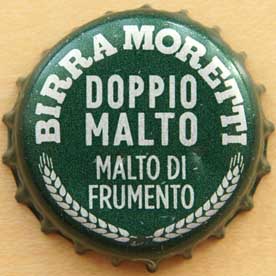 BIRRA MORETTI
DOPPIO
MALTO
MALTO DI
FRUMENTO